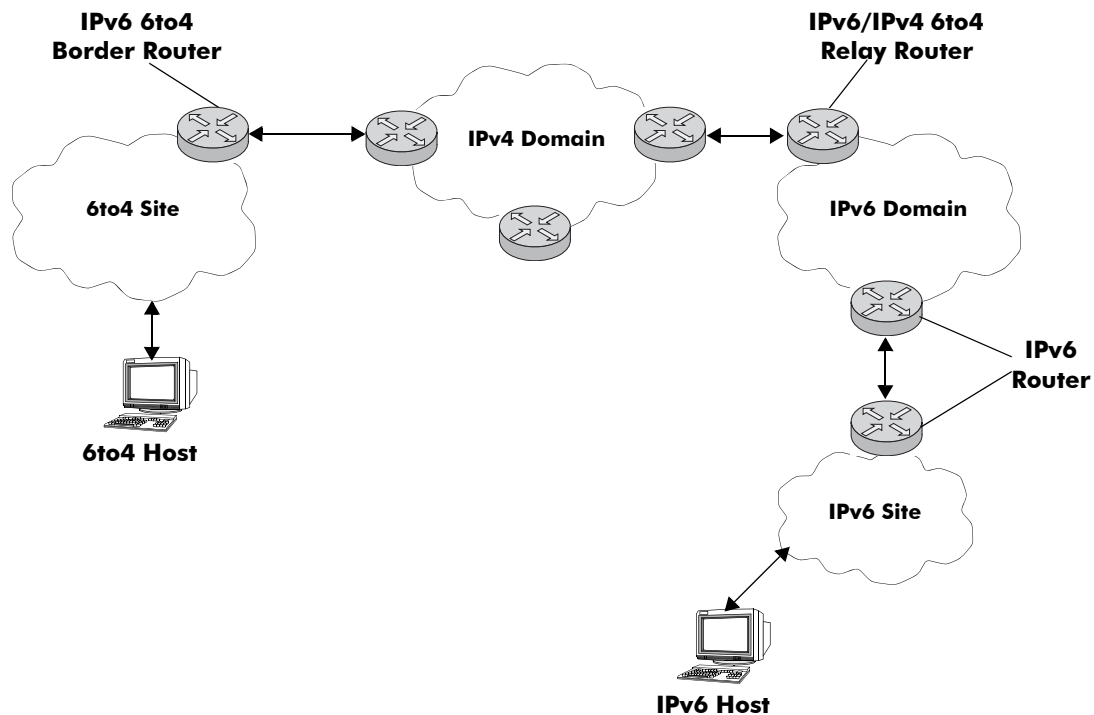 IPv6 6to4
Border Router
IPv6/IPv4 6to4
Relay Router
IPv4 Domain
6to4 Site
IPv6 Domain
IPv6
Router
6to4 Host
IPv6 Site
IPv6 Host